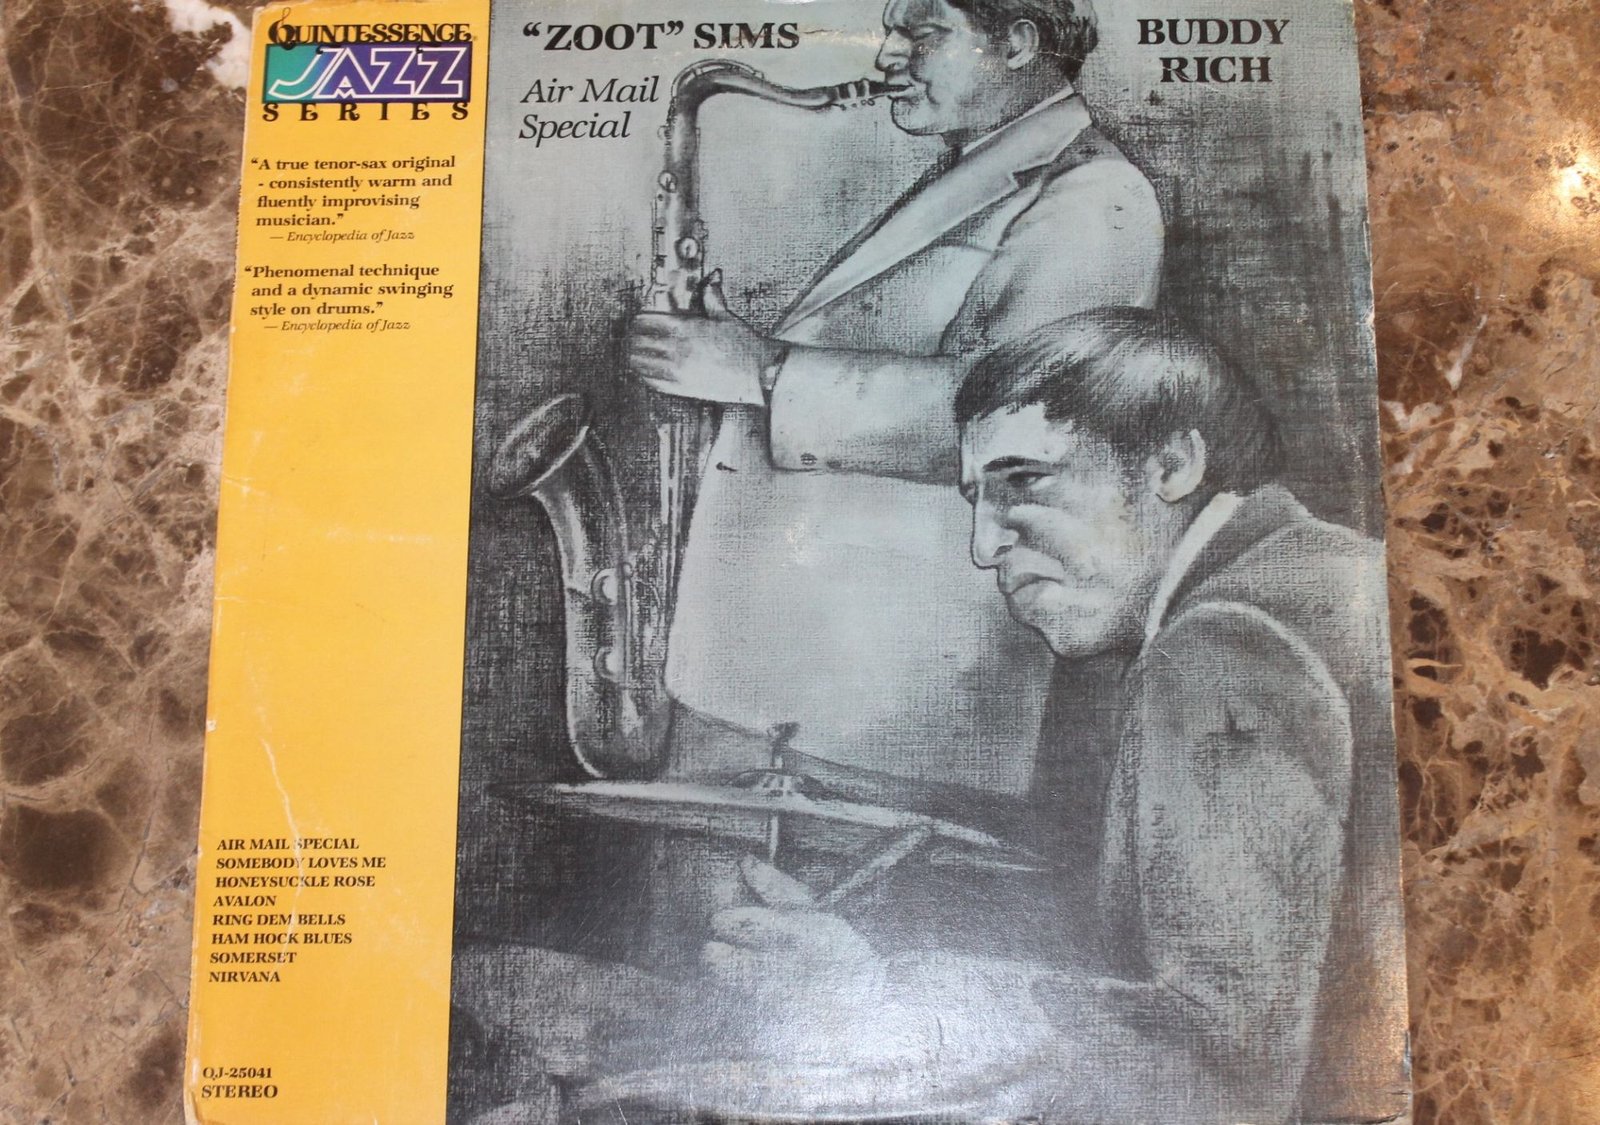 QUINTESSENCE
JAZZ
SERIES
"A true tenor-sax original
- consistently warm and
fluently improvising
musician."
— Encyclopedia of Jazz
"Phenomenal technique
and a dynamic swinging
style on drums."
— Encyclopedia of Jazz
AIR MAIL SPECIAL
SOMEBODY LOVES ME
HONEYSUCKLE ROSE
AVALON
RING DEM BELLS
HAM HOCK BLUES
SOMERSET
NIRVANA
QJ-25041
STEREO
"ZOOT" SIMS
Air Mail
Special
BUDDY
RICH